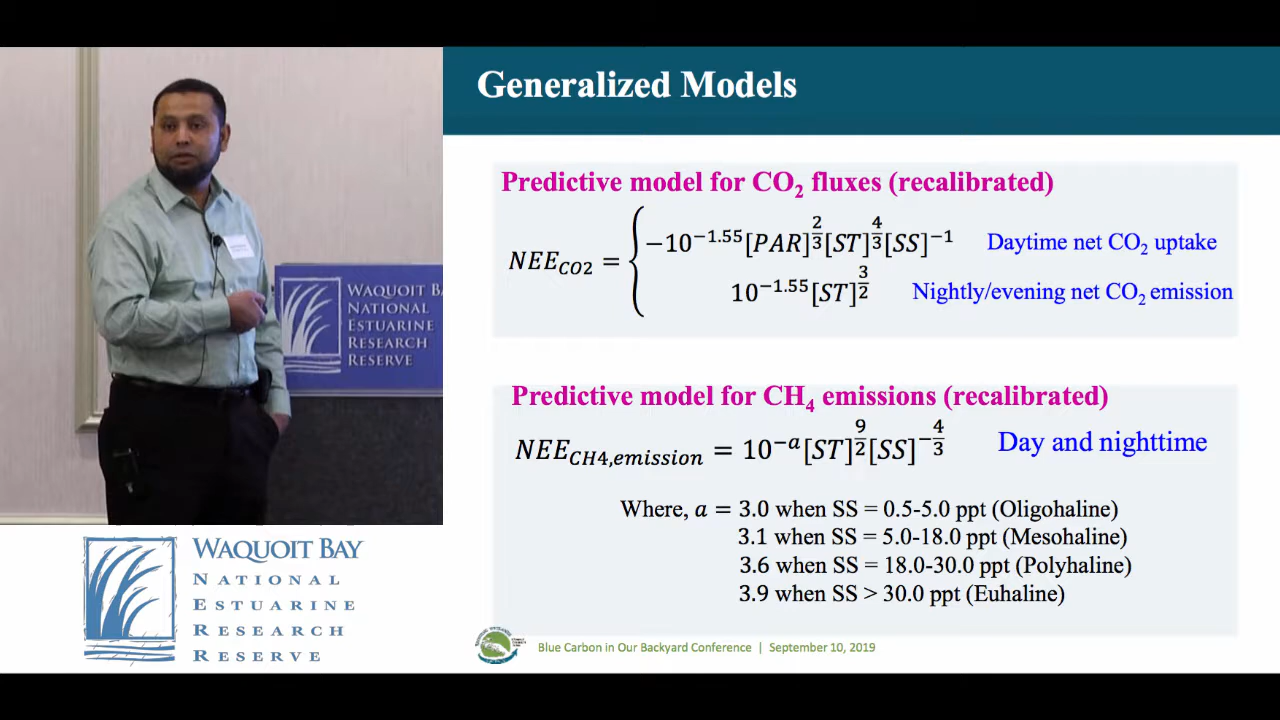 Generalized Models
Predictive model for CO₂ fluxes (recalibrated)
NEE_{CO2} = { −10^{−1.55}[PAR]^{2/3}[ST]^{4/3}[SS]^{−1} Daytime net CO₂ uptake
10^{−1.55}[ST]^{3/2} Nightly/evening net CO₂ emission
Predictive model for CH₄ emissions (recalibrated)
NEE_{CH4,emission} = 10^{−a}[ST]^{9/2}[SS]^{−4/3} Day and nighttime
Where, a = 3.0 when SS = 0.5-5.0 ppt (Oligohaline)
3.1 when SS = 5.0-18.0 ppt (Mesohaline)
3.6 when SS = 18.0-30.0 ppt (Polyhaline)
3.9 when SS > 30.0 ppt (Euhaline)
Blue Carbon in Our Backyard Conference | September 10, 2019
WAQUOIT BAY
NATIONAL
ESTUARINE
RESEARCH
RESERVE
WAQUOIT BAY
NATIONAL
ESTUARINE
RESEARCH
RESERVE